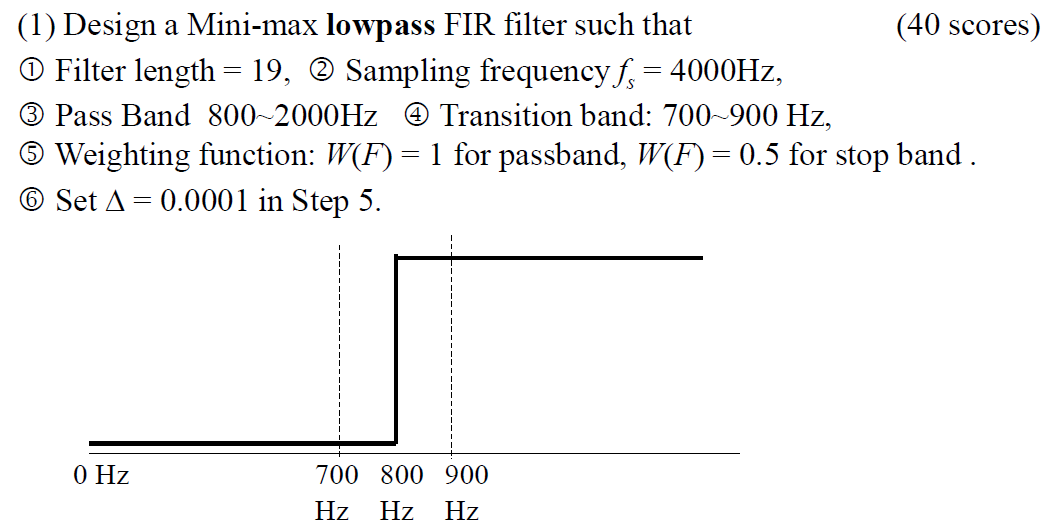 (1) Design a Mini-max lowpass FIR filter such that (40 scores)
① Filter length = 19, ② Sampling frequency fs = 4000Hz,
③ Pass Band 800~2000Hz ④ Transition band: 700~900 Hz,
⑤ Weighting function: W(F) = 1 for passband, W(F) = 0.5 for stop band .
⑥ Set Δ = 0.0001 in Step 5.
0 Hz 700 800 900
Hz Hz Hz